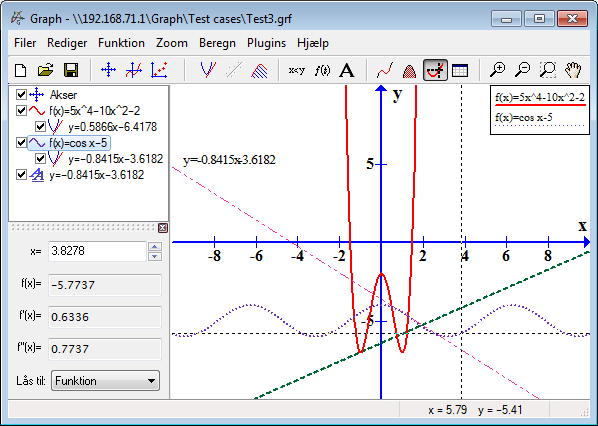 Graph - \\192.168.71.1\Graph\Test cases\Test3.grf
Filer Rediger Funktion Zoom Beregn Plugins Hjælp
x<y f(x) A
Akser
f(x)=5x^4-10x^2-2
y=0.5866x-6.4178
f(x)=cos x-5
y=-0.8415x-3.6182
y=-0.8415x-3.6182
x= 3.8278
f(x)= -5.7737
f'(x)= 0.6336
f''(x)= 0.7737
Lås til: Funktion
y
f(x)=5x^4-10x^2-2
f(x)=cos x-5
5
y=-0.8415x-3.6182
x
-8 -6 -4 -2 2 4 6 8
-5
x = 5.79 y = -5.41